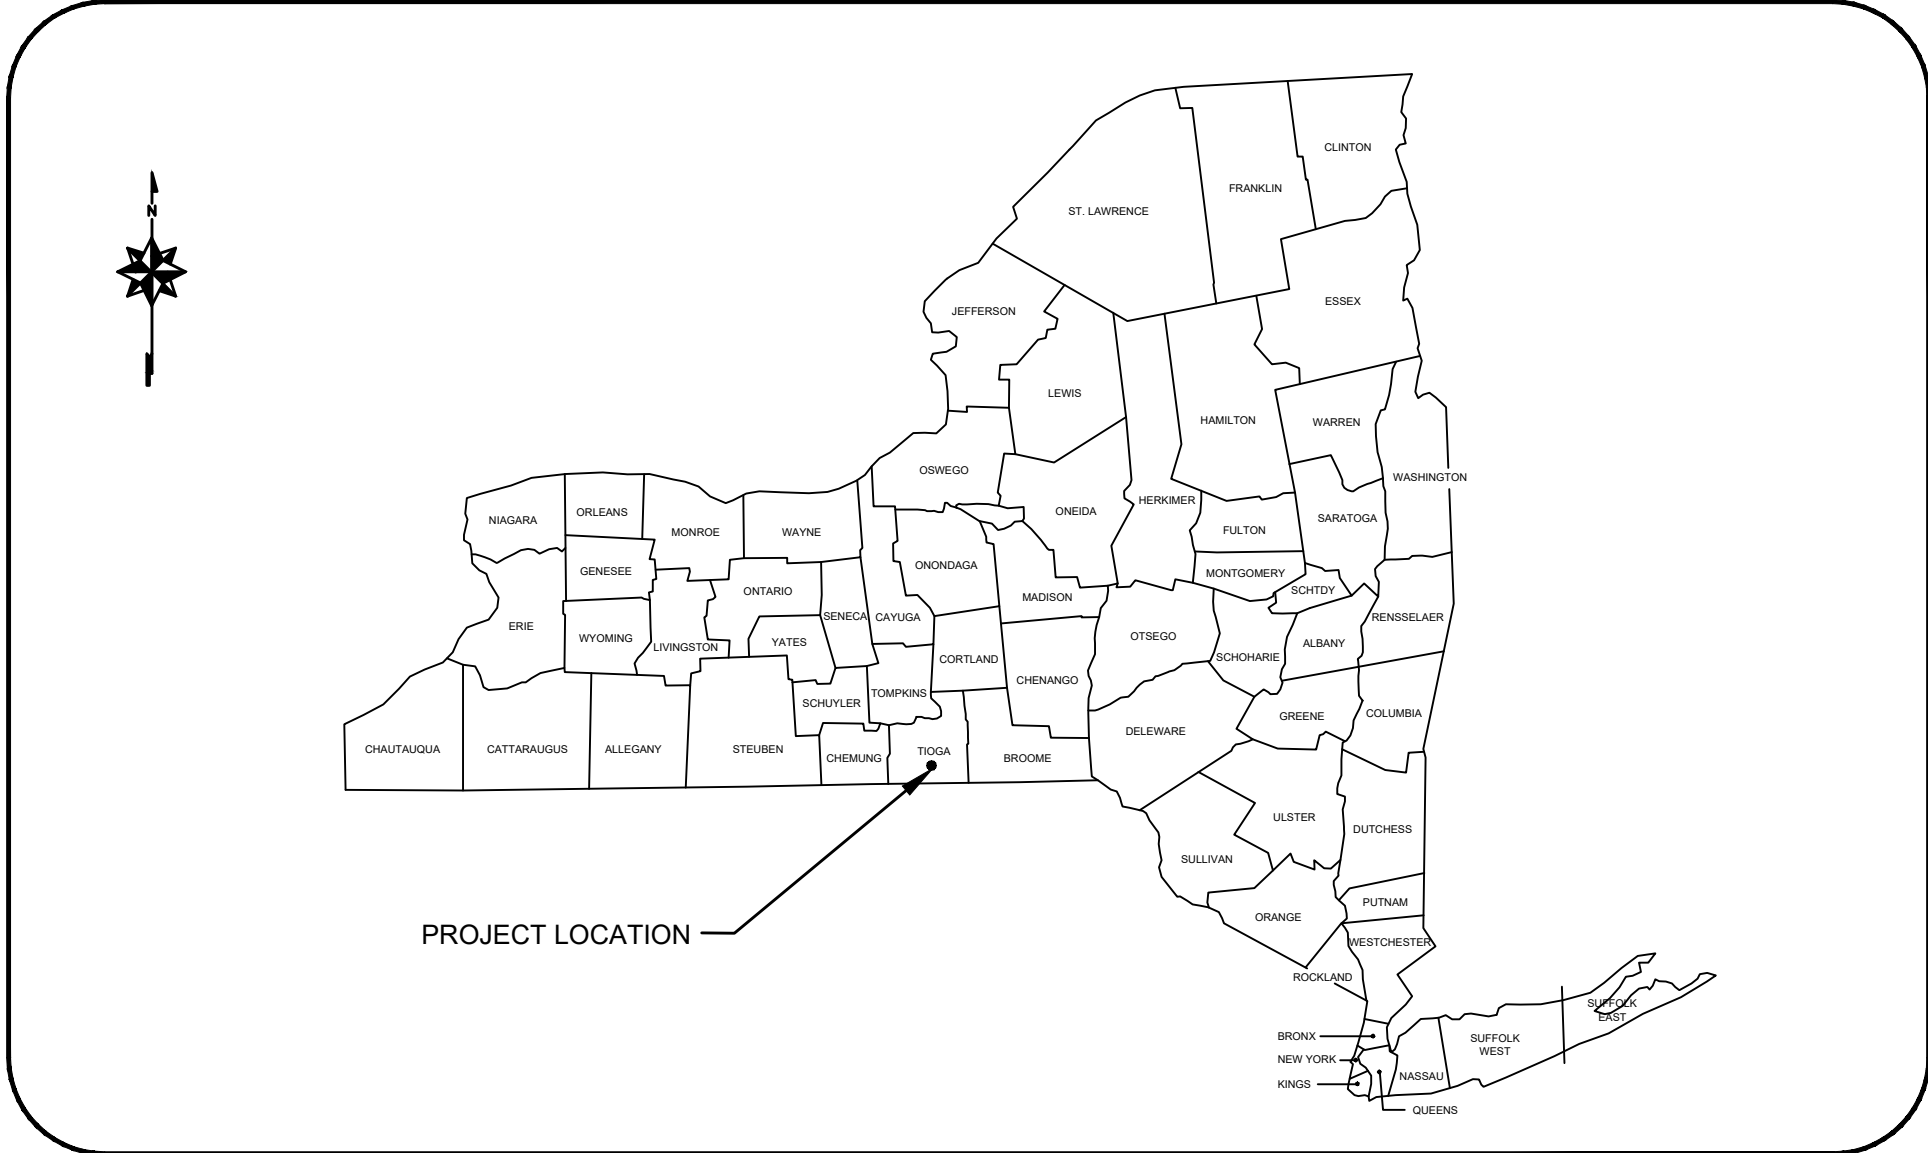 CLINTON
FRANKLIN
N
ST. LAWRENCE
ESSEX
JEFFERSON
LEWIS
HAMILTON
WARREN
OSWEGO
WASHINGTON
HERKIMER
ORLEANS
ONEIDA
NIAGARA
SARATOGA
MONROE
WAYNE
FULTON
ONONDAGA
GENESEE
MONTGOMERY
ONTARIO
SCHTDY
MADISON
SENECA
CAYUGA
RENSSELAER
ERIE
WYOMING
OTSEGO
YATES
ALBANY
LIVINGSTON
CORTLAND
SCHOHARIE
CHENANGO
TOMPKINS
SCHUYLER
COLUMBIA
GREENE
DELEWARE
CHAUTAUQUA
CATTARAUGUS
ALLEGANY
STEUBEN
TIOGA
CHEMUNG
BROOME
ULSTER
DUTCHESS
SULLIVAN
PUTNAM
ORANGE
PROJECT LOCATION
WESTCHESTER
ROCKLAND
SUFFOLK
EAST
BRONX
SUFFOLK
WEST
NEW YORK
NASSAU
KINGS
QUEENS